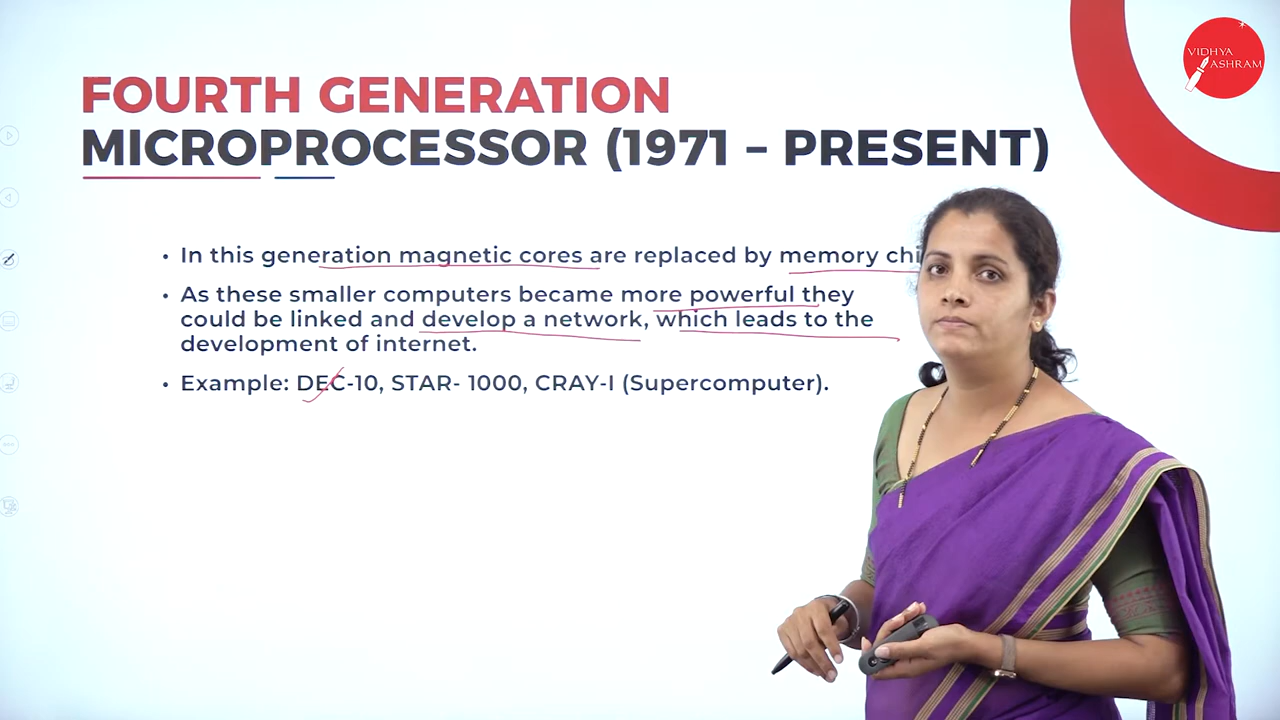 VIDHYA
ASHRAM
FOURTH GENERATION
MICROPROCESSOR (1971 – PRESENT)
• In this generation magnetic cores are replaced by memory
• As these smaller computers became more powerful they
could be linked and develop a network, which leads to the
development of internet.
• Example: DEC-10, STAR- 1000, CRAY-I (Supercomputer).